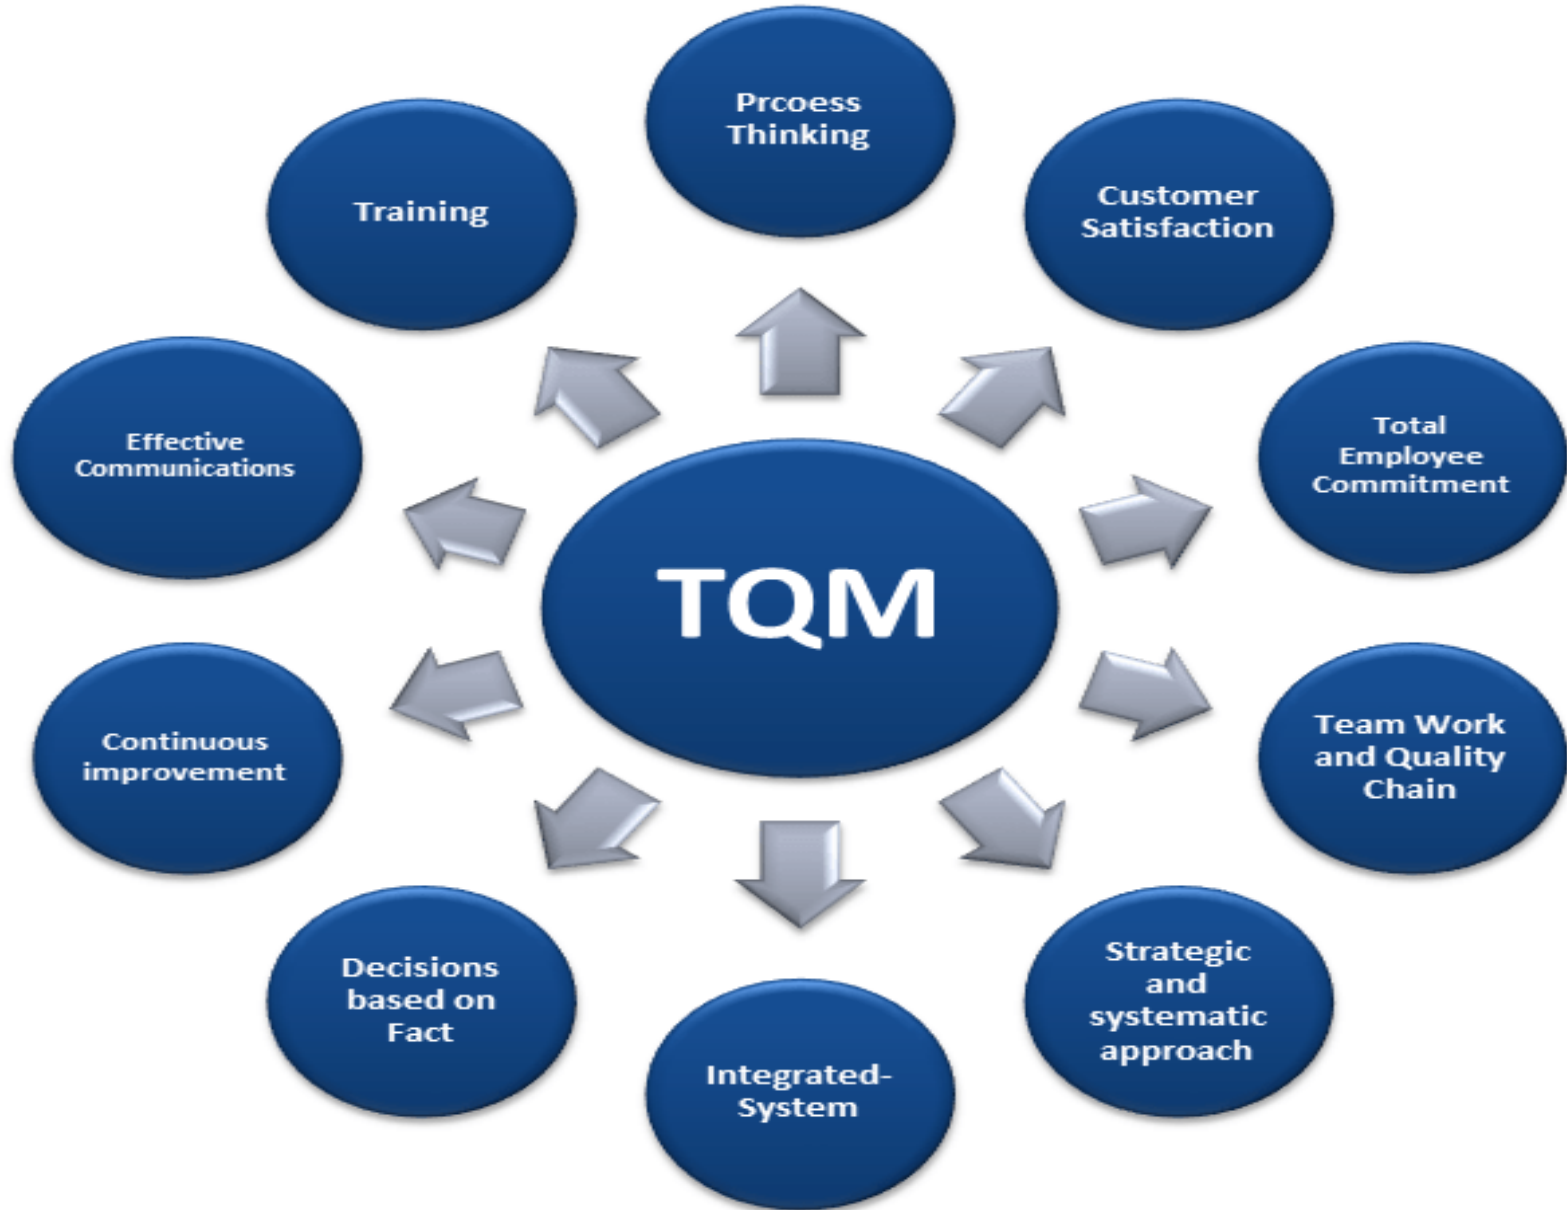 Prcoess
Thinking
Customer
Satisfaction
Total
Employee
Commitment
Team Work
and Quality
Chain
Strategic
and
systematic
approach
Integrated-
System
Decisions
based on
Fact
Continuous
improvement
Effective
Communications
Training
TQM